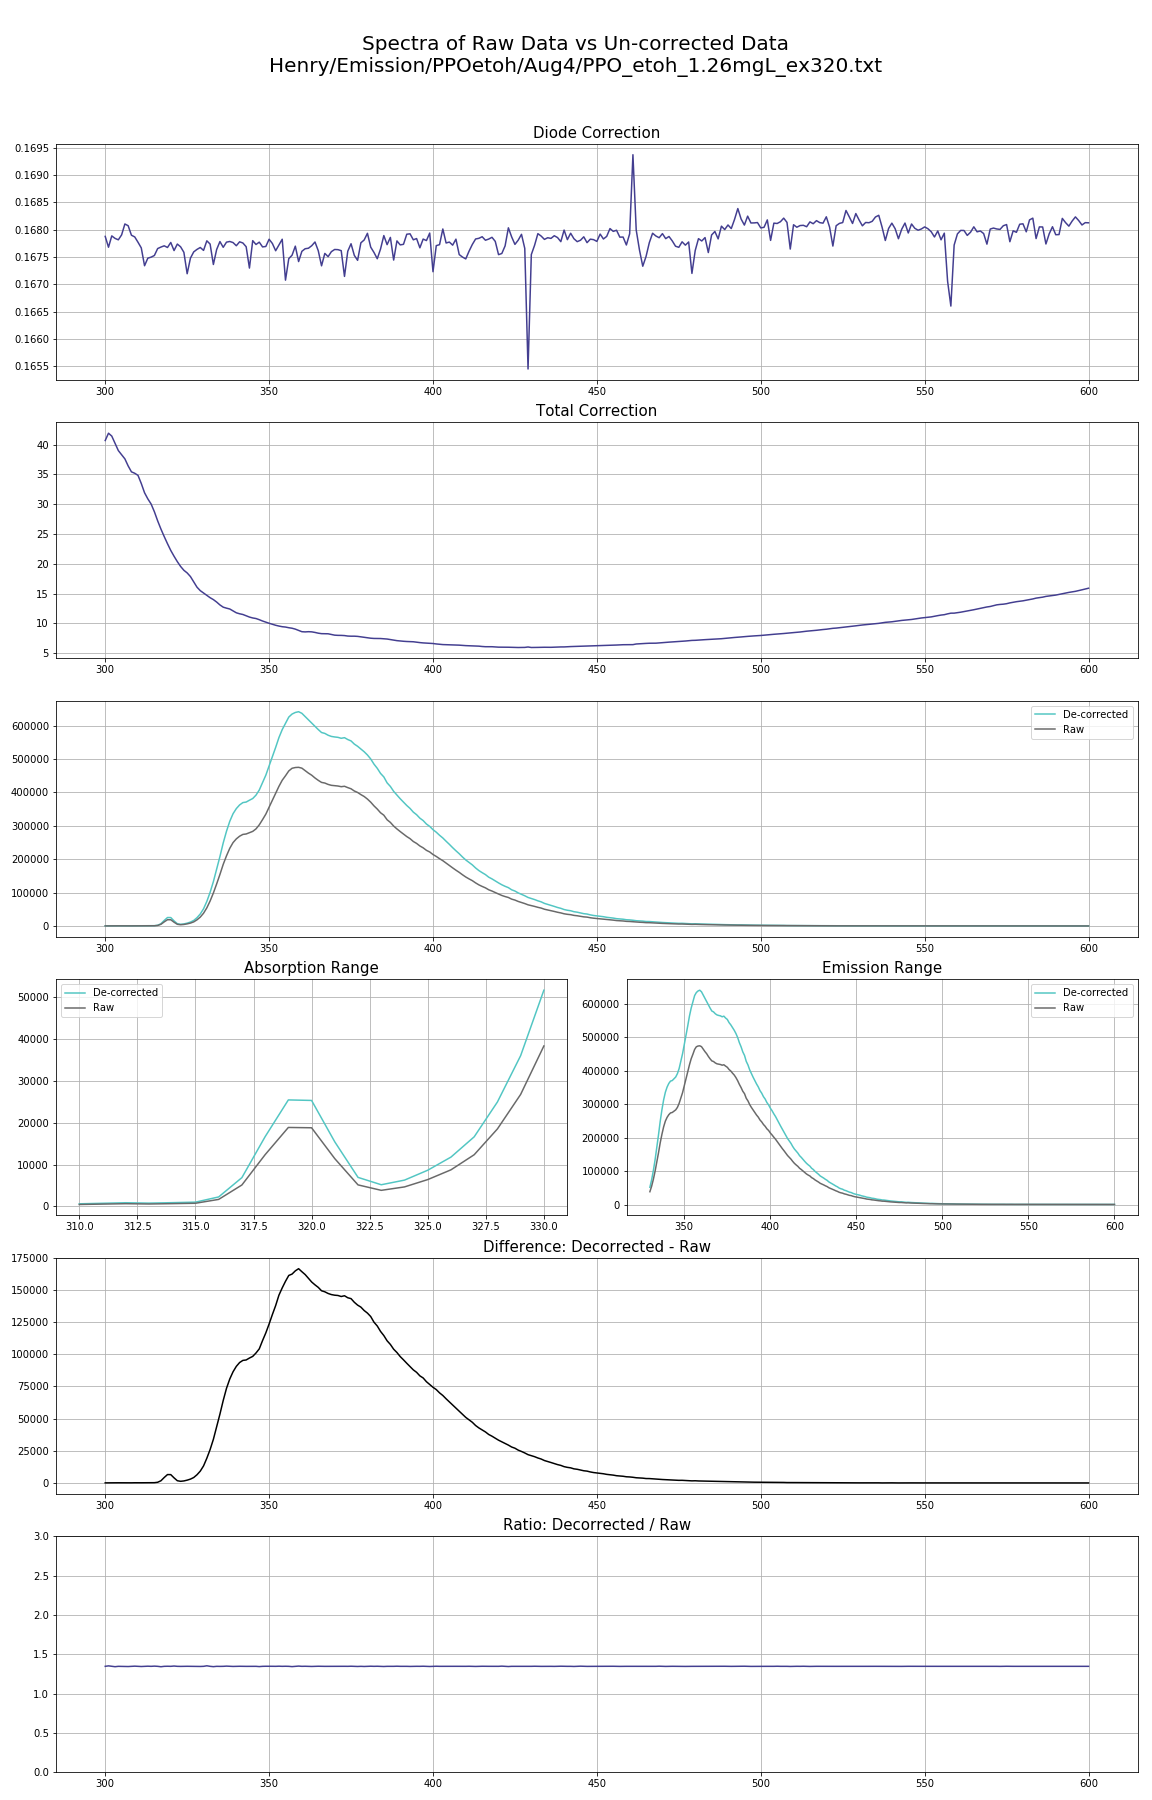 Spectra of Raw Data vs Un-corrected Data
Henry/Emission/PPOetoh/Aug4/PPO_etoh_1.26mgL_ex320.txt
Diode Correction
0.1695
0.1690
0.1685
0.1680
0.1675
0.1670
0.1665
0.1660
0.1655
300 350 400 450 500 550 600
Total Correction
40
35
30
25
20
15
10
5
300 350 400 450 500 550 600
De-corrected
Raw
600000
500000
400000
300000
200000
100000
0
300 350 400 450 500 550 600
Absorption Range
De-corrected
Raw
50000
40000
30000
20000
10000
0
310.0 312.5 315.0 317.5 320.0 322.5 325.0 327.5 330.0
Emission Range
De-corrected
Raw
600000
500000
400000
300000
200000
100000
0
350 400 450 500 550 600
Difference: Decorrected - Raw
175000
150000
125000
100000
75000
50000
25000
0
300 350 400 450 500 550 600
Ratio: Decorrected / Raw
3.0
2.5
2.0
1.5
1.0
0.5
0.0
300 350 400 450 500 550 600